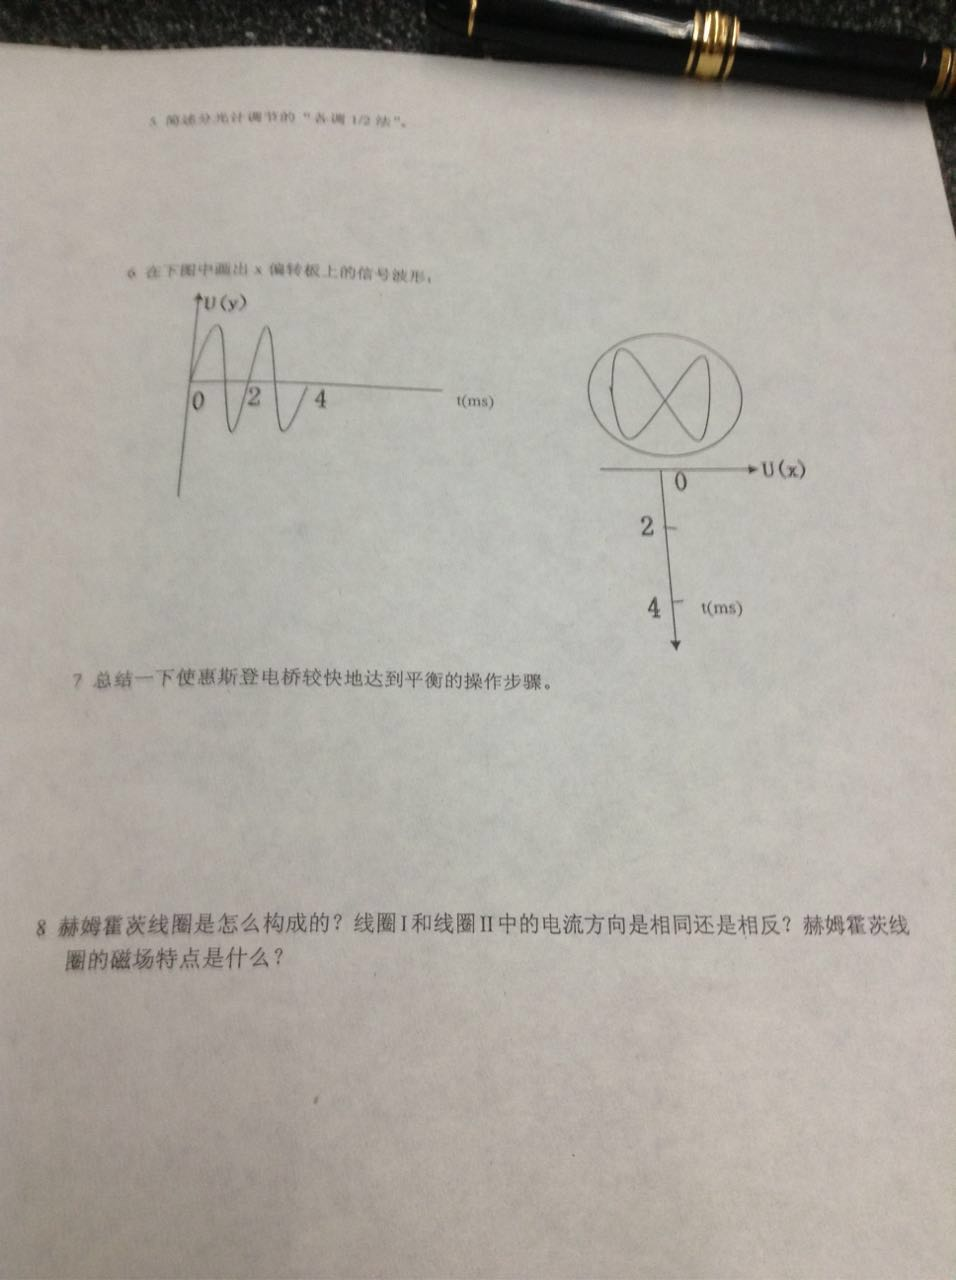 5 简述分光计调节的“各调 1/2 法”。
6 在下图中画出 x 偏转板上的信号波形，
U(y)
0 2 4 t(ms)
U(x)
0
2
4 t(ms)
7 总结一下使惠斯登电桥较快地达到平衡的操作步骤。
8 赫姆霍茨线圈是怎么构成的？线圈I和线圈II中的电流方向是相同还是相反？赫姆霍茨线
圈的磁场特点是什么？